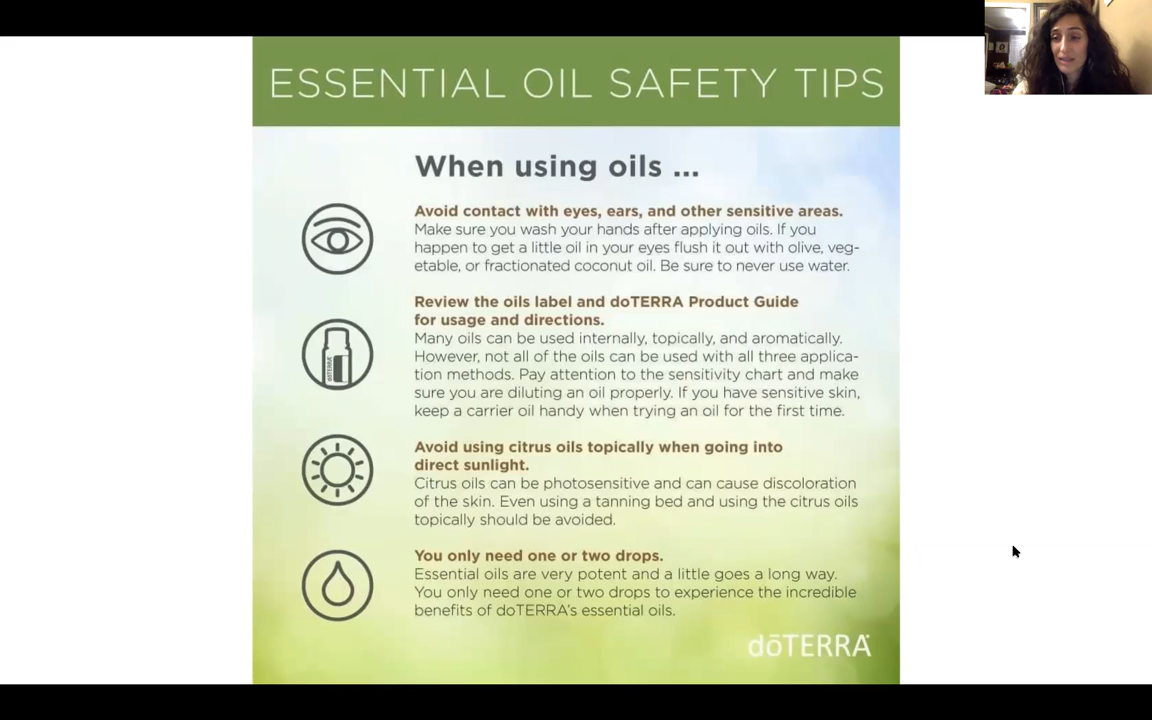 ESSENTIAL OIL SAFETY TIPS
When using oils ...
Avoid contact with eyes, ears, and other sensitive areas.
Make sure you wash your hands after applying oils. If you
happen to get a little oil in your eyes flush it out with olive, veg-
etable, or fractionated coconut oil. Be sure to never use water.
Review the oils label and doTERRA Product Guide
for usage and directions.
Many oils can be used internally, topically, and aromatically.
However, not all of the oils can be used with all three applica-
tion methods. Pay attention to the sensitivity chart and make
sure you are diluting an oil properly. If you have sensitive skin,
keep a carrier oil handy when trying an oil for the first time.
dōTERRA
Avoid using citrus oils topically when going into
direct sunlight.
Citrus oils can be photosensitive and can cause discoloration
of the skin. Even using a tanning bed and using the citrus oils
topically should be avoided.
You only need one or two drops.
Essential oils are very potent and a little goes a long way.
You only need one or two drops to experience the incredible
benefits of doTERRA's essential oils.
dōTERRA